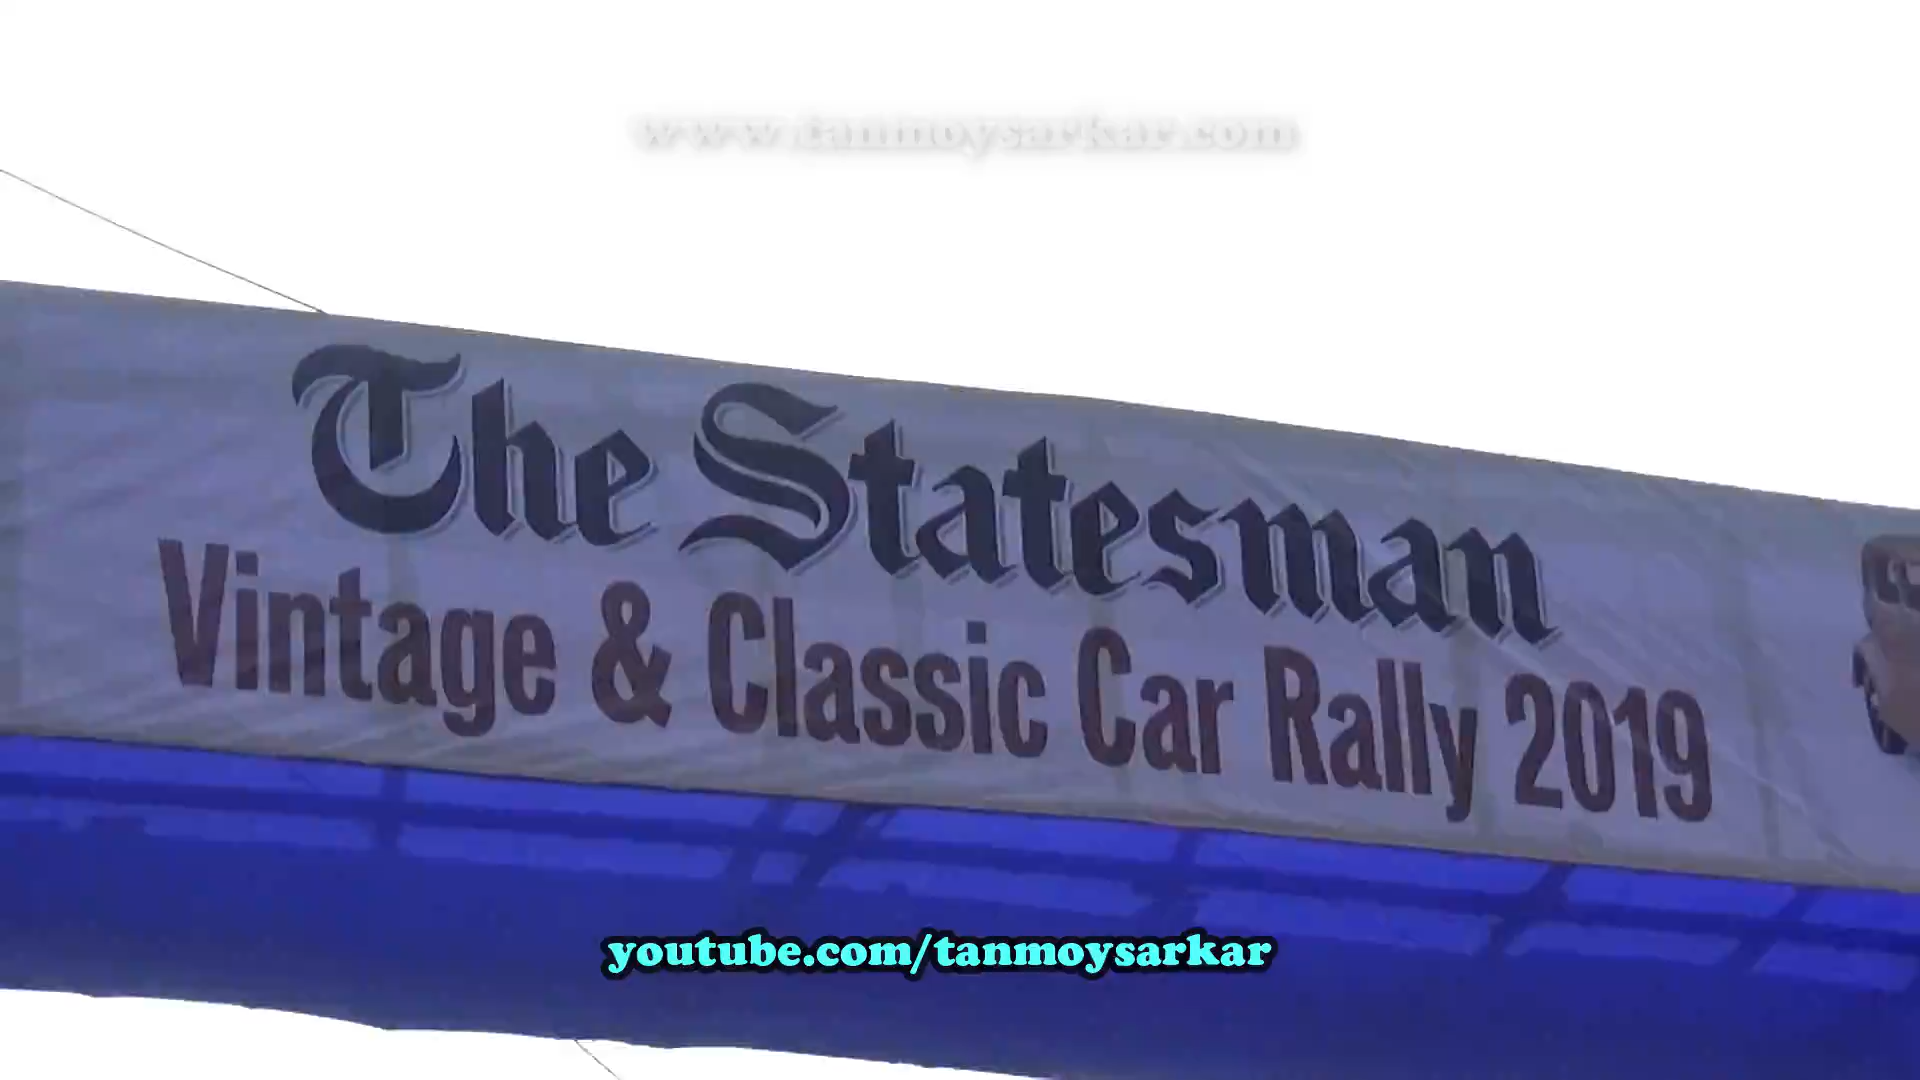 www.tanmoysarkar.com
The Statesman
Vintage & Classic Car Rally 2019
youtube.com/tanmoysarkar